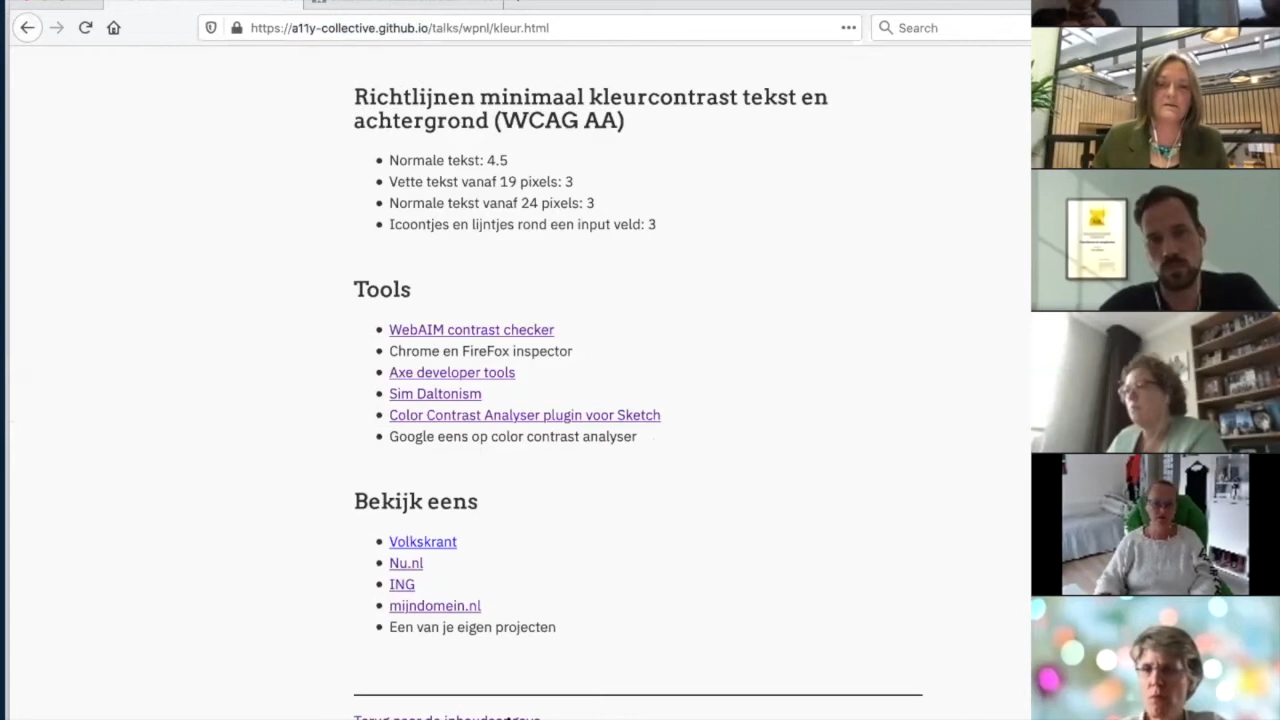 https://a11y-collective.github.io/talks/wpnl/kleur.html
Search
Richtlijnen minimaal kleurcontrast tekst en
achtergrond (WCAG AA)
Normale tekst: 4.5
Vette tekst vanaf 19 pixels: 3
Normale tekst vanaf 24 pixels: 3
Icoontjes en lijntjes rond een input veld: 3
Tools
WebAIM contrast checker
Chrome en FireFox inspector
Axe developer tools
Sim Daltonism
Color Contrast Analyser plugin voor Sketch
Google eens op color contrast analyser
Bekijk eens
Volkskrant
Nu.nl
ING
mijndomein.nl
Een van je eigen projecten
Terug naar de inhoudsopgave